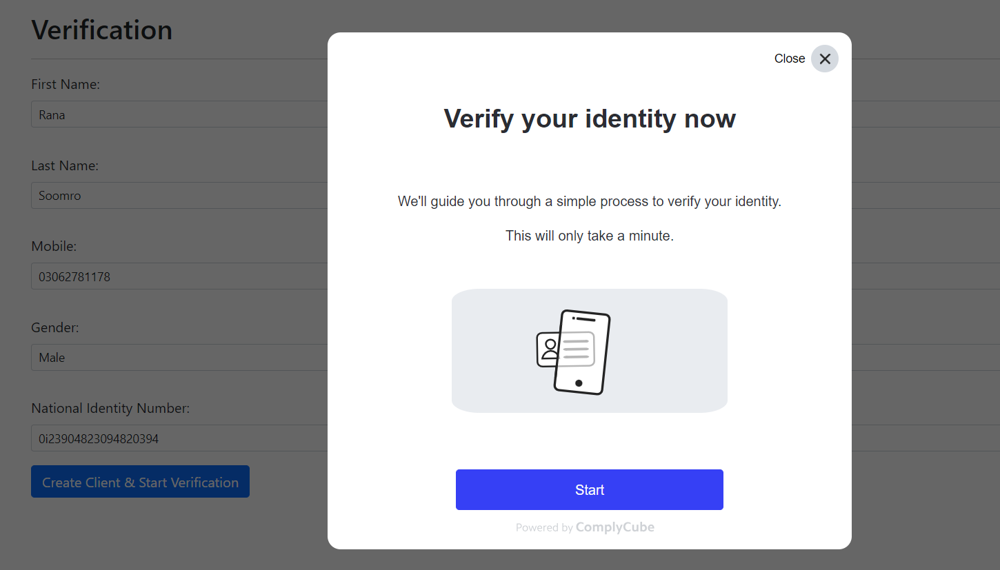 Verification
First Name:
Rana
Last Name:
Soomro
Mobile:
03062781178
Gender:
Male
National Identity Number:
0i23904823094820394
Create Client & Start Verification
Close
Verify your identity now
We'll guide you through a simple process to verify your identity.
This will only take a minute.
Start
Powered by ComplyCube